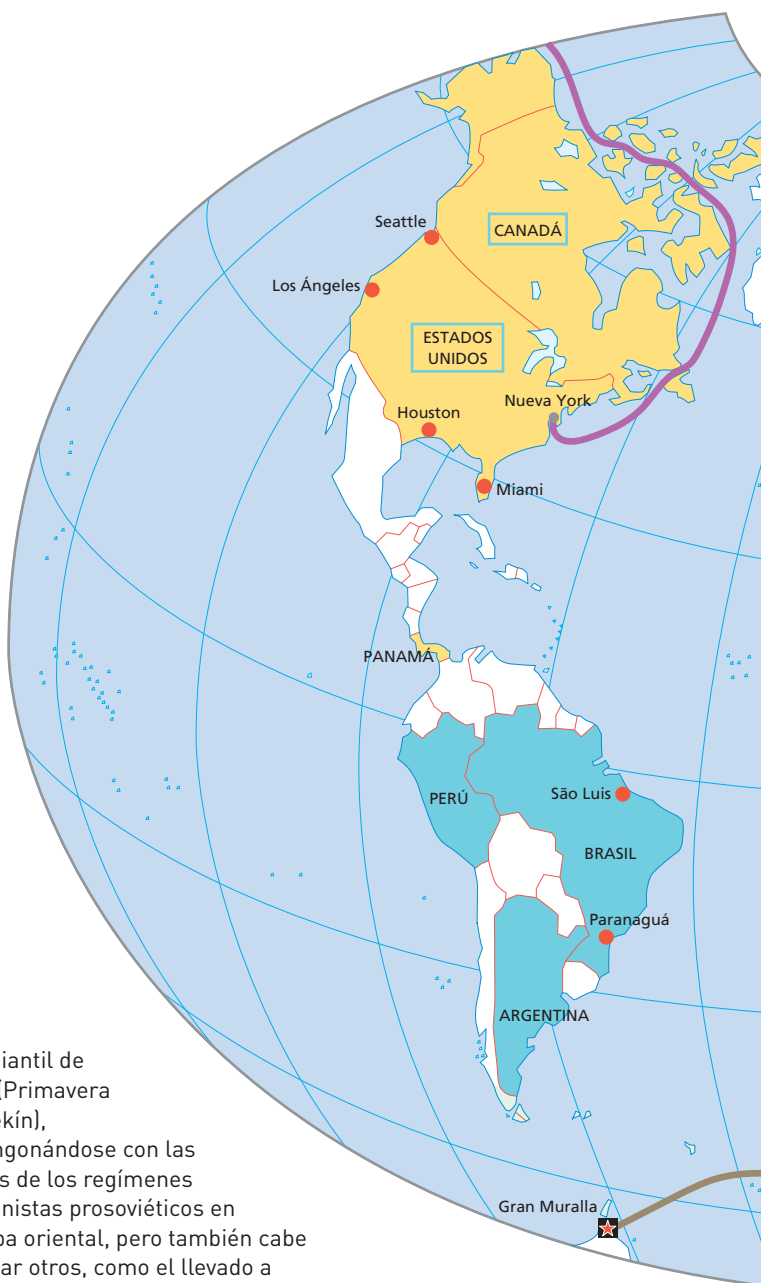 Seattle
CANADÁ
Los Ángeles
ESTADOS
UNIDOS
Nueva York
Houston
Miami
PANAMÁ
PERÚ
São Luis
BRASIL
Paranaguá
ARGENTINA
Gran Muralla
iantil de
(Primavera
ekín),
ngonándose con las
s de los regímenes
nistas prosoviéticos en
pa oriental, pero también cabe
ar otros, como el llevado a